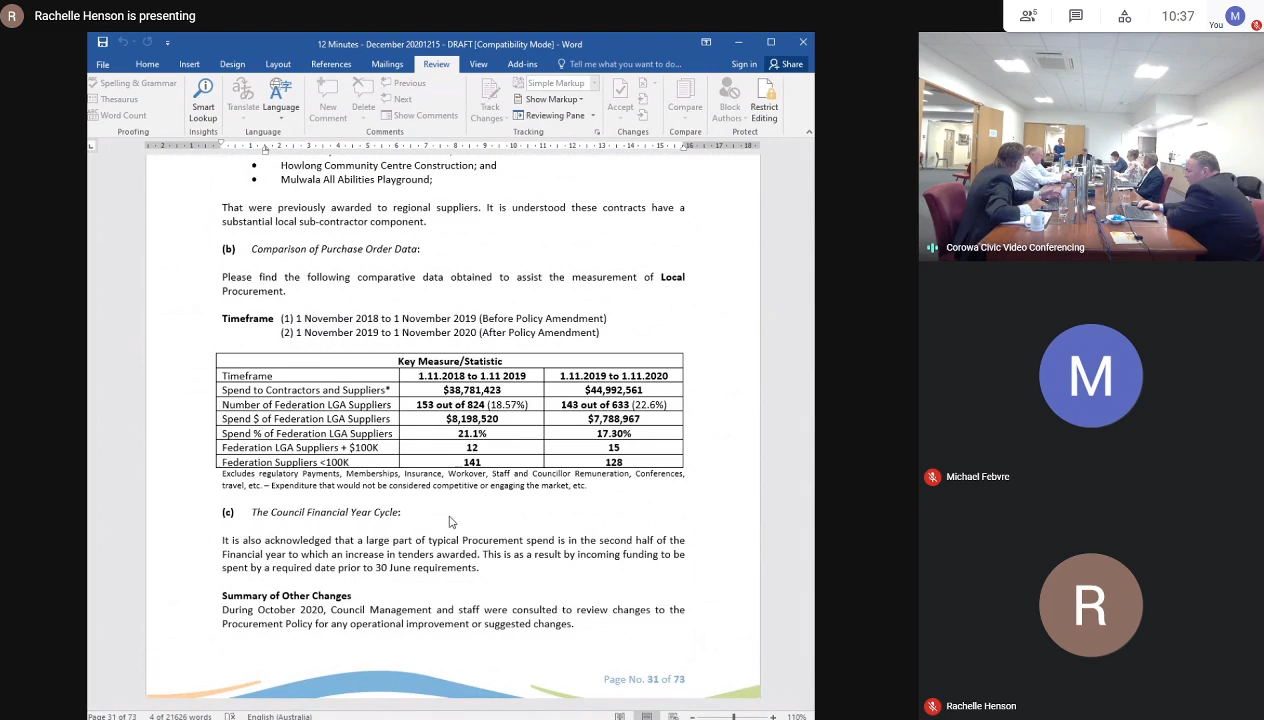 R
Rachelle Henson is presenting
5
10:37
You
M
12 Minutes - December 20201215 - DRAFT [Compatibility Mode] - Word
File
Home
Insert
Design
Layout
References
Mailings
Review
View
Add-ins
Tell me what you want to do...
Sign in
Share
Spelling & Grammar
Thesaurus
Word Count
Proofing
Smart Lookup
Insights
Translate
Language
Language
New Comment
Delete
Previous
Next
Show Comments
Comments
Track Changes
Simple Markup
Show Markup
Reviewing Pane
Tracking
Accept
Changes
Compare
Compare
Block Authors
Restrict Editing
Protect
• Howlong Community Centre Construction; and
• Mulwala All Abilities Playground;
That were previously awarded to regional suppliers. It is understood these contracts have a
substantial local sub-contractor component.
(b) Comparison of Purchase Order Data:
Please find the following comparative data obtained to assist the measurement of Local
Procurement.
Timeframe (1) 1 November 2018 to 1 November 2019 (Before Policy Amendment)
(2) 1 November 2019 to 1 November 2020 (After Policy Amendment)
Key Measure/Statistic
Timeframe 1.11.2018 to 1.11 2019 1.11.2019 to 1.11.2020
Spend to Contractors and Suppliers* $38,781,423 $44,992,561
Number of Federation LGA Suppliers 153 out of 824 (18.57%) 143 out of 633 (22.6%)
Spend $ of Federation LGA Suppliers $8,198,520 $7,788,967
Spend % of Federation LGA Suppliers 21.1% 17.30%
Federation LGA Suppliers + $100K 12 15
Federation Suppliers <100K 141 128
Excludes regulatory Payments, Memberships, Insurance, Workover, Staff and Councillor Remuneration, Conferences,
travel, etc. – Expenditure that would not be considered competitive or engaging the market, etc.
(c) The Council Financial Year Cycle:
It is also acknowledged that a large part of typical Procurement spend is in the second half of the
Financial year to which an increase in tenders awarded. This is as a result by incoming funding to be
spent by a required date prior to 30 June requirements.
Summary of Other Changes
During October 2020, Council Management and staff were consulted to review changes to the
Procurement Policy for any operational improvement or suggested changes.
Page No. 31 of 73
Page 31 of 73
4 of 21626 words
English (Australia)
110%
Corowa Civic Video Conferencing
M
Michael Febvre
R
Rachelle Henson